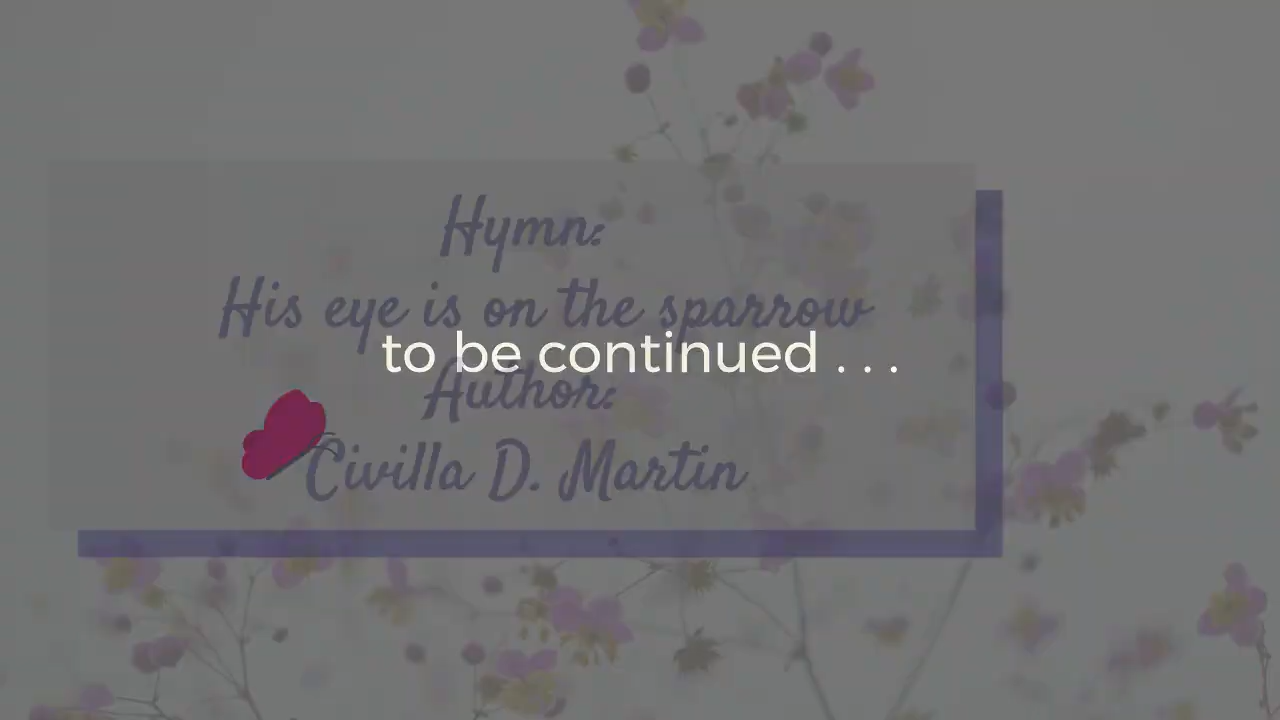 Hymn:
His eye is on the sparrow
to be continued . . .
Author:
Civilla D. Martin